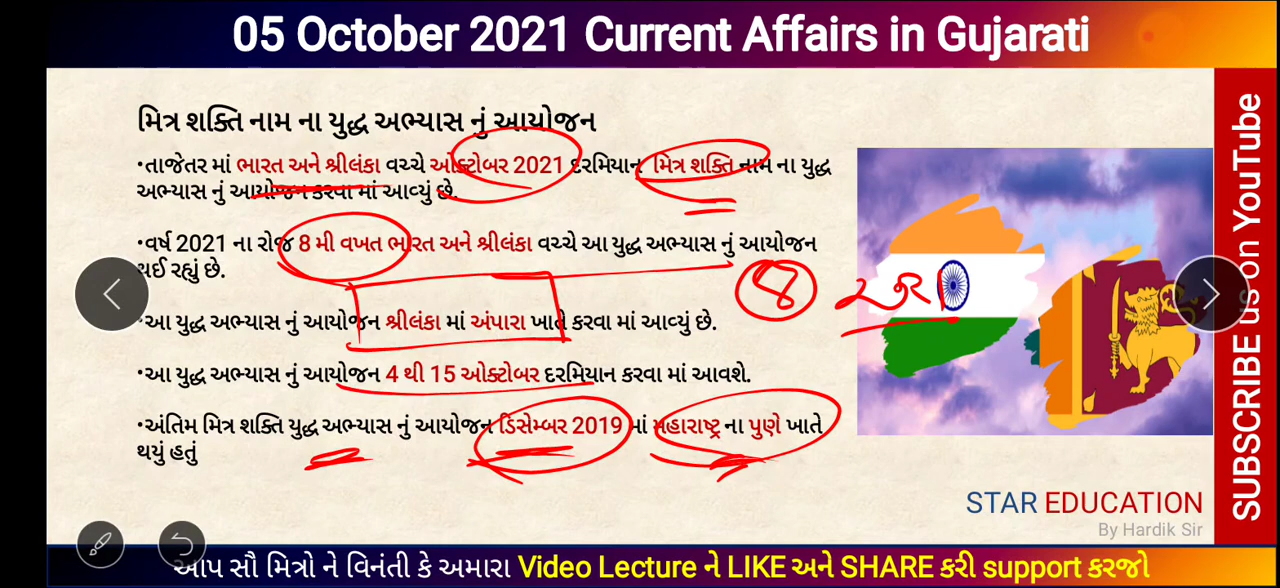 05 October 2021 Current Affairs in Gujarati
મિત્ર શક્તિ નામ ના યુદ્ધ અભ્યાસ નું આયોજન
•તાજેતર માં ભારત અને શ્રીલંકા વચ્ચે ઓક્ટોબર 2021 દરમિયાન મિત્ર શક્તિ નામ ના યુદ્ધ
અભ્યાસ નું આયોજન કરવા માં આવ્યું છે.
•વર્ષ 2021 ના રોજ 8 મી વખત ભારત અને શ્રીલંકા વચ્ચે આ યુદ્ધ અભ્યાસ નું આયોજન
થઈ રહ્યું છે.
8
•આ યુદ્ધ અભ્યાસ નું આયોજન શ્રીલંકા માં અંપારા ખાતે કરવા માં આવ્યું છે.
•આ યુદ્ધ અભ્યાસ નું આયોજન 4 થી 15 ઓક્ટોબર દરમિયાન કરવા માં આવશે.
•અંતિમ મિત્ર શક્તિ યુદ્ધ અભ્યાસ નું આયોજન ડિસેમ્બર 2019 માં મહારાષ્ટ્ર ના પુણે ખાતે
થયું હતું
STAR EDUCATION
By Hardik Sir
SUBSCRIBE us on YouTube
આપ સૌ મિત્રો ને વિનંતી કે અમારા Video Lecture ને LIKE અને SHARE કરી support કરજો